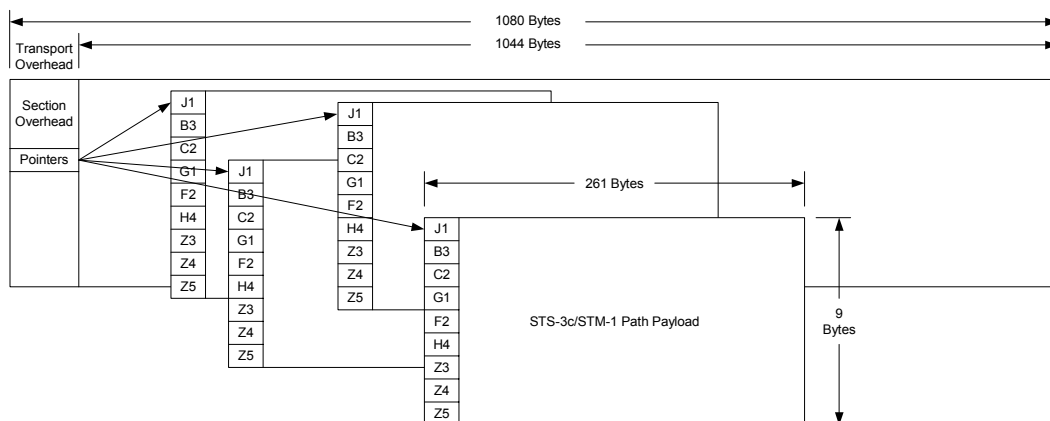 1080 Bytes
1044 Bytes
Transport
Overhead
Section
Overhead
Pointers
J1
B3
C2
G1
F2
H4
Z3
Z4
Z5
J1
B3
C2
G1
F2
H4
Z3
Z4
Z5
J1
B3
C2
G1
F2
H4
Z3
Z4
Z5
261 Bytes
J1
B3
C2
G1
F2
H4
Z3
Z4
Z5
STS-3c/STM-1 Path Payload
9
Bytes